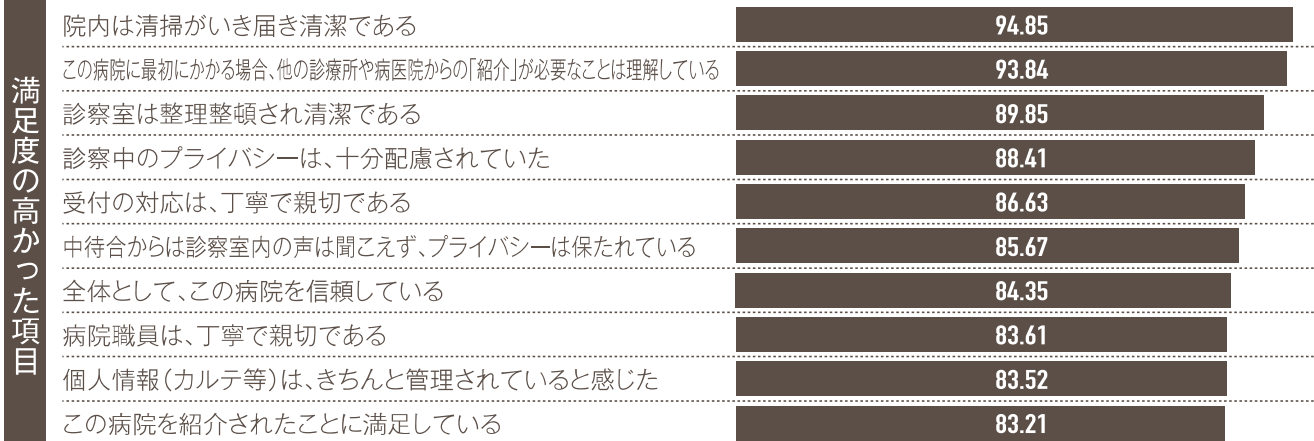 満足度の高かった項目
院内は清掃がいき届き清潔である 94.85
この病院に最初にかかる場合、他の診療所や病医院からの「紹介」が必要なことは理解している 93.84
診察室は整理整頓され清潔である 89.85
診察中のプライバシーは、十分配慮されていた 88.41
受付の対応は、丁寧で親切である 86.63
中待合からは診察室内の声は聞こえず、プライバシーは保たれている 85.67
全体として、この病院を信頼している 84.35
病院職員は、丁寧で親切である 83.61
個人情報（カルテ等）は、きちんと管理されていると感じた 83.52
この病院を紹介されたことに満足している 83.21